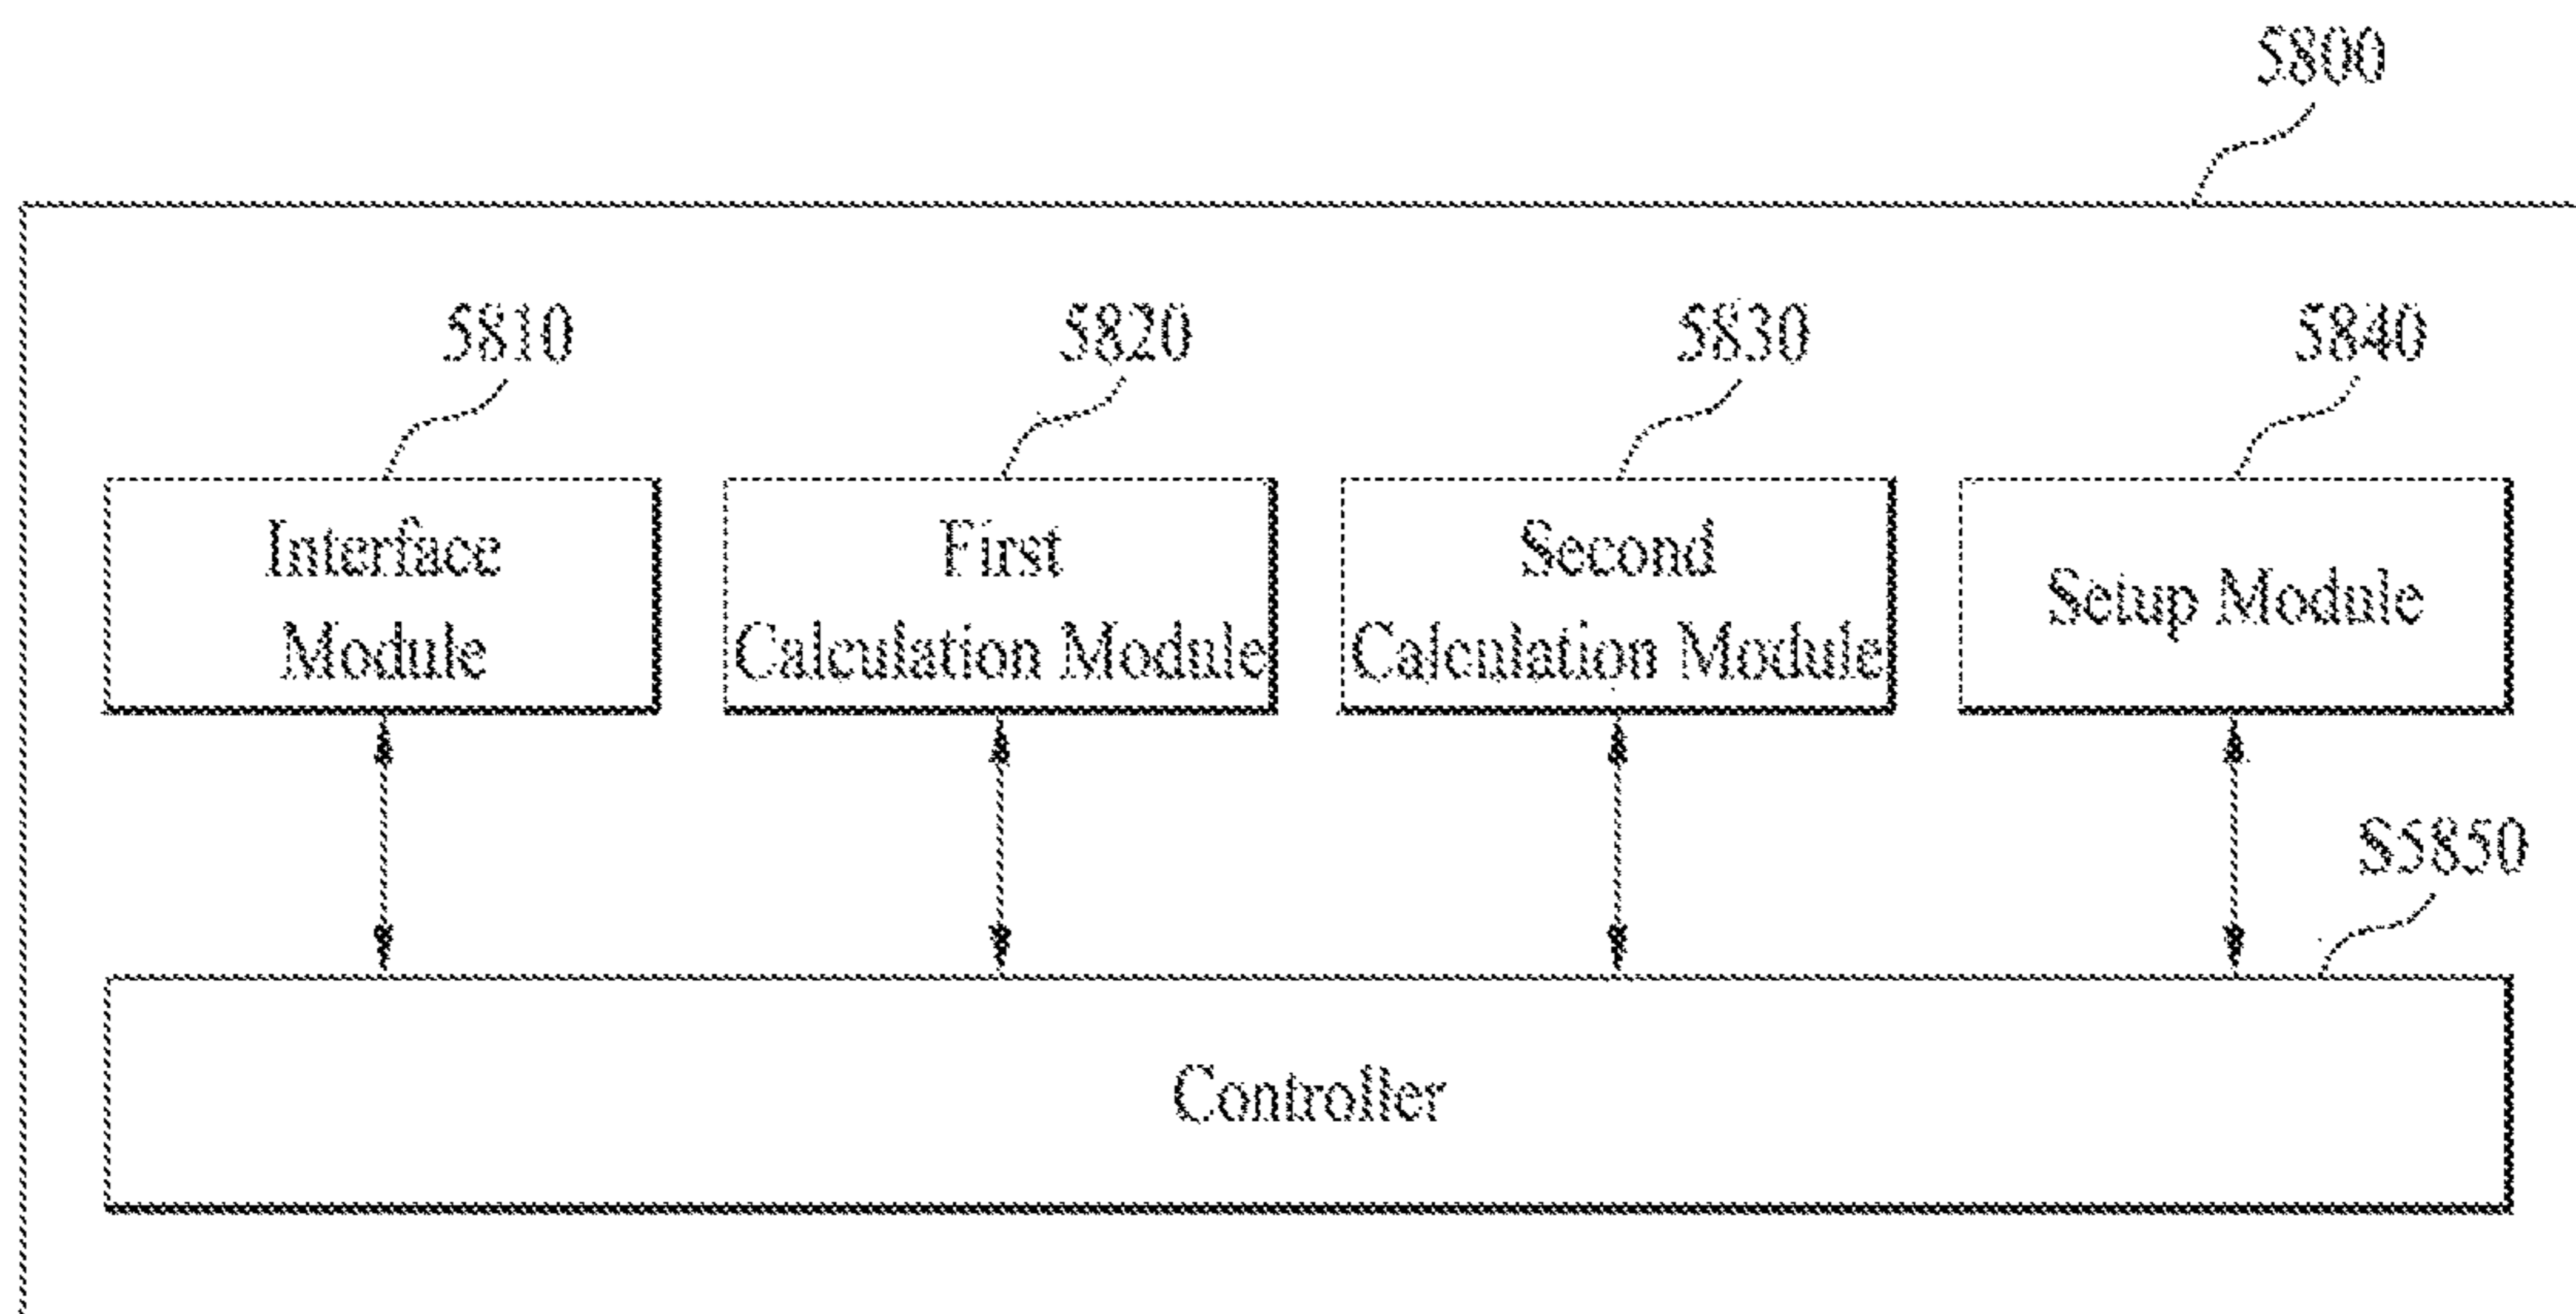 5800
5810
5820
5830
5840
Interface
Module
First
Calculation Module
Second
Calculation Module
Setup Module
S5850
Controller